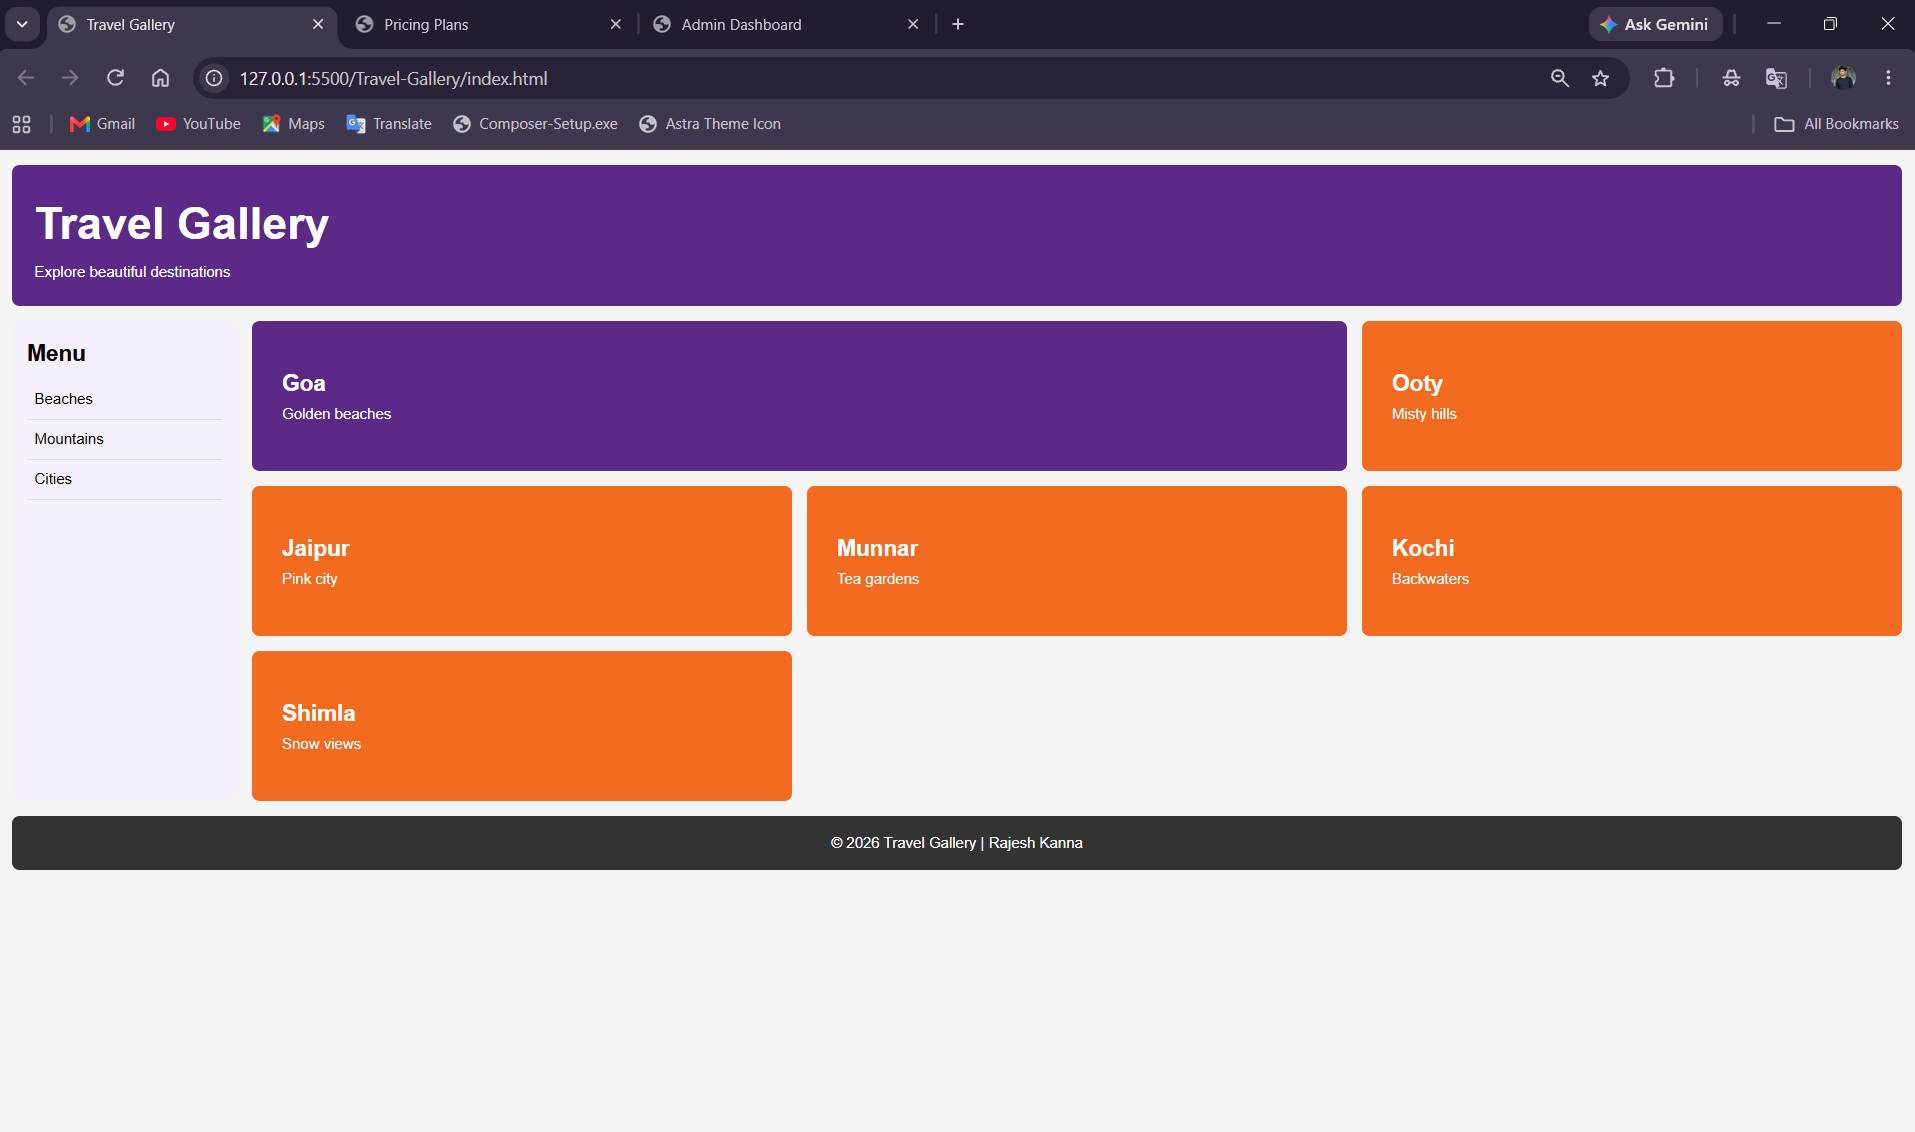 Travel Gallery
Pricing Plans
Admin Dashboard
Ask Gemini
127.0.0.1:5500/Travel-Gallery/index.html
Gmail
YouTube
Maps
Translate
Composer-Setup.exe
Astra Theme Icon
All Bookmarks
Travel Gallery
Explore beautiful destinations
Menu
Beaches
Mountains
Cities
Goa
Golden beaches
Ooty
Misty hills
Jaipur
Pink city
Munnar
Tea gardens
Kochi
Backwaters
Shimla
Snow views
© 2026 Travel Gallery | Rajesh Kanna